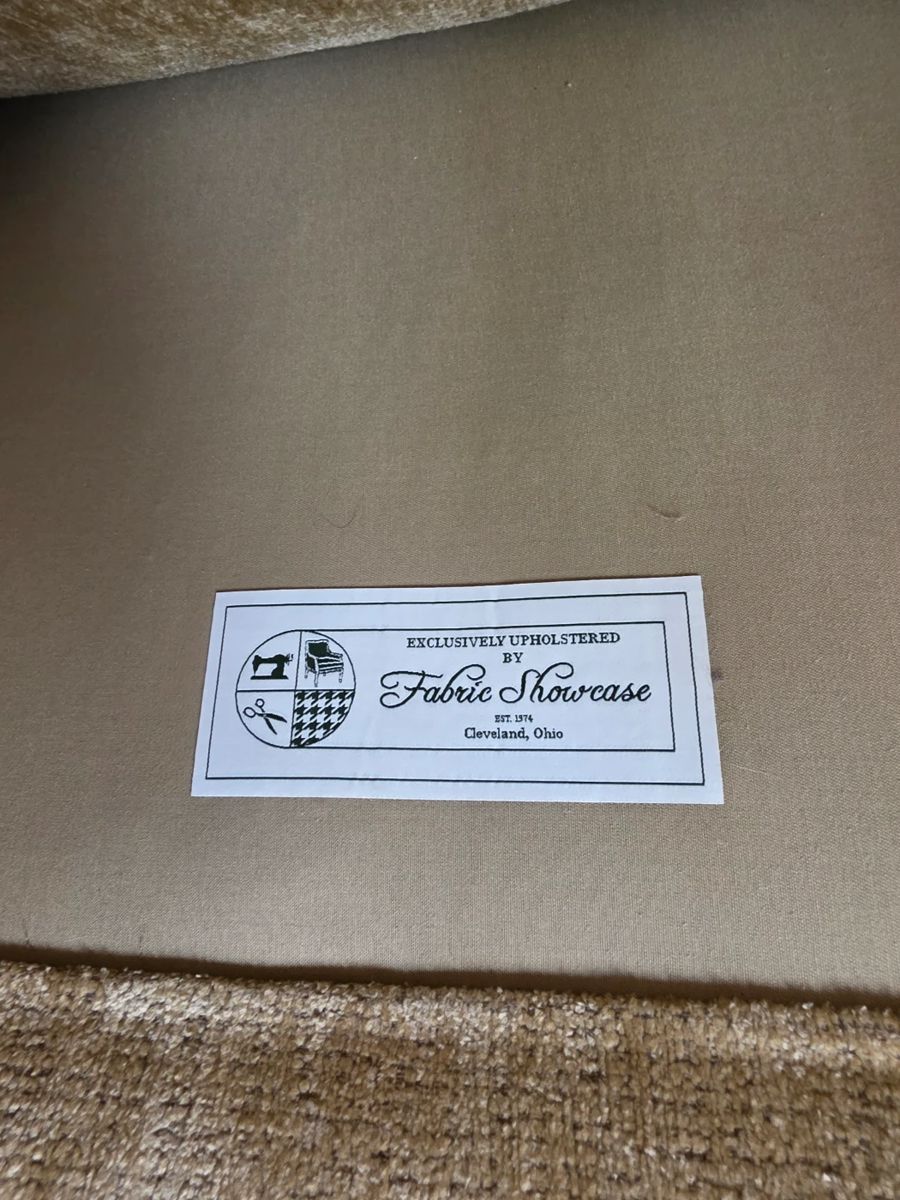 EXCLUSIVELY UPHOLSTERED
BY
Fabric Showcase
EST. 1974
Cleveland, Ohio